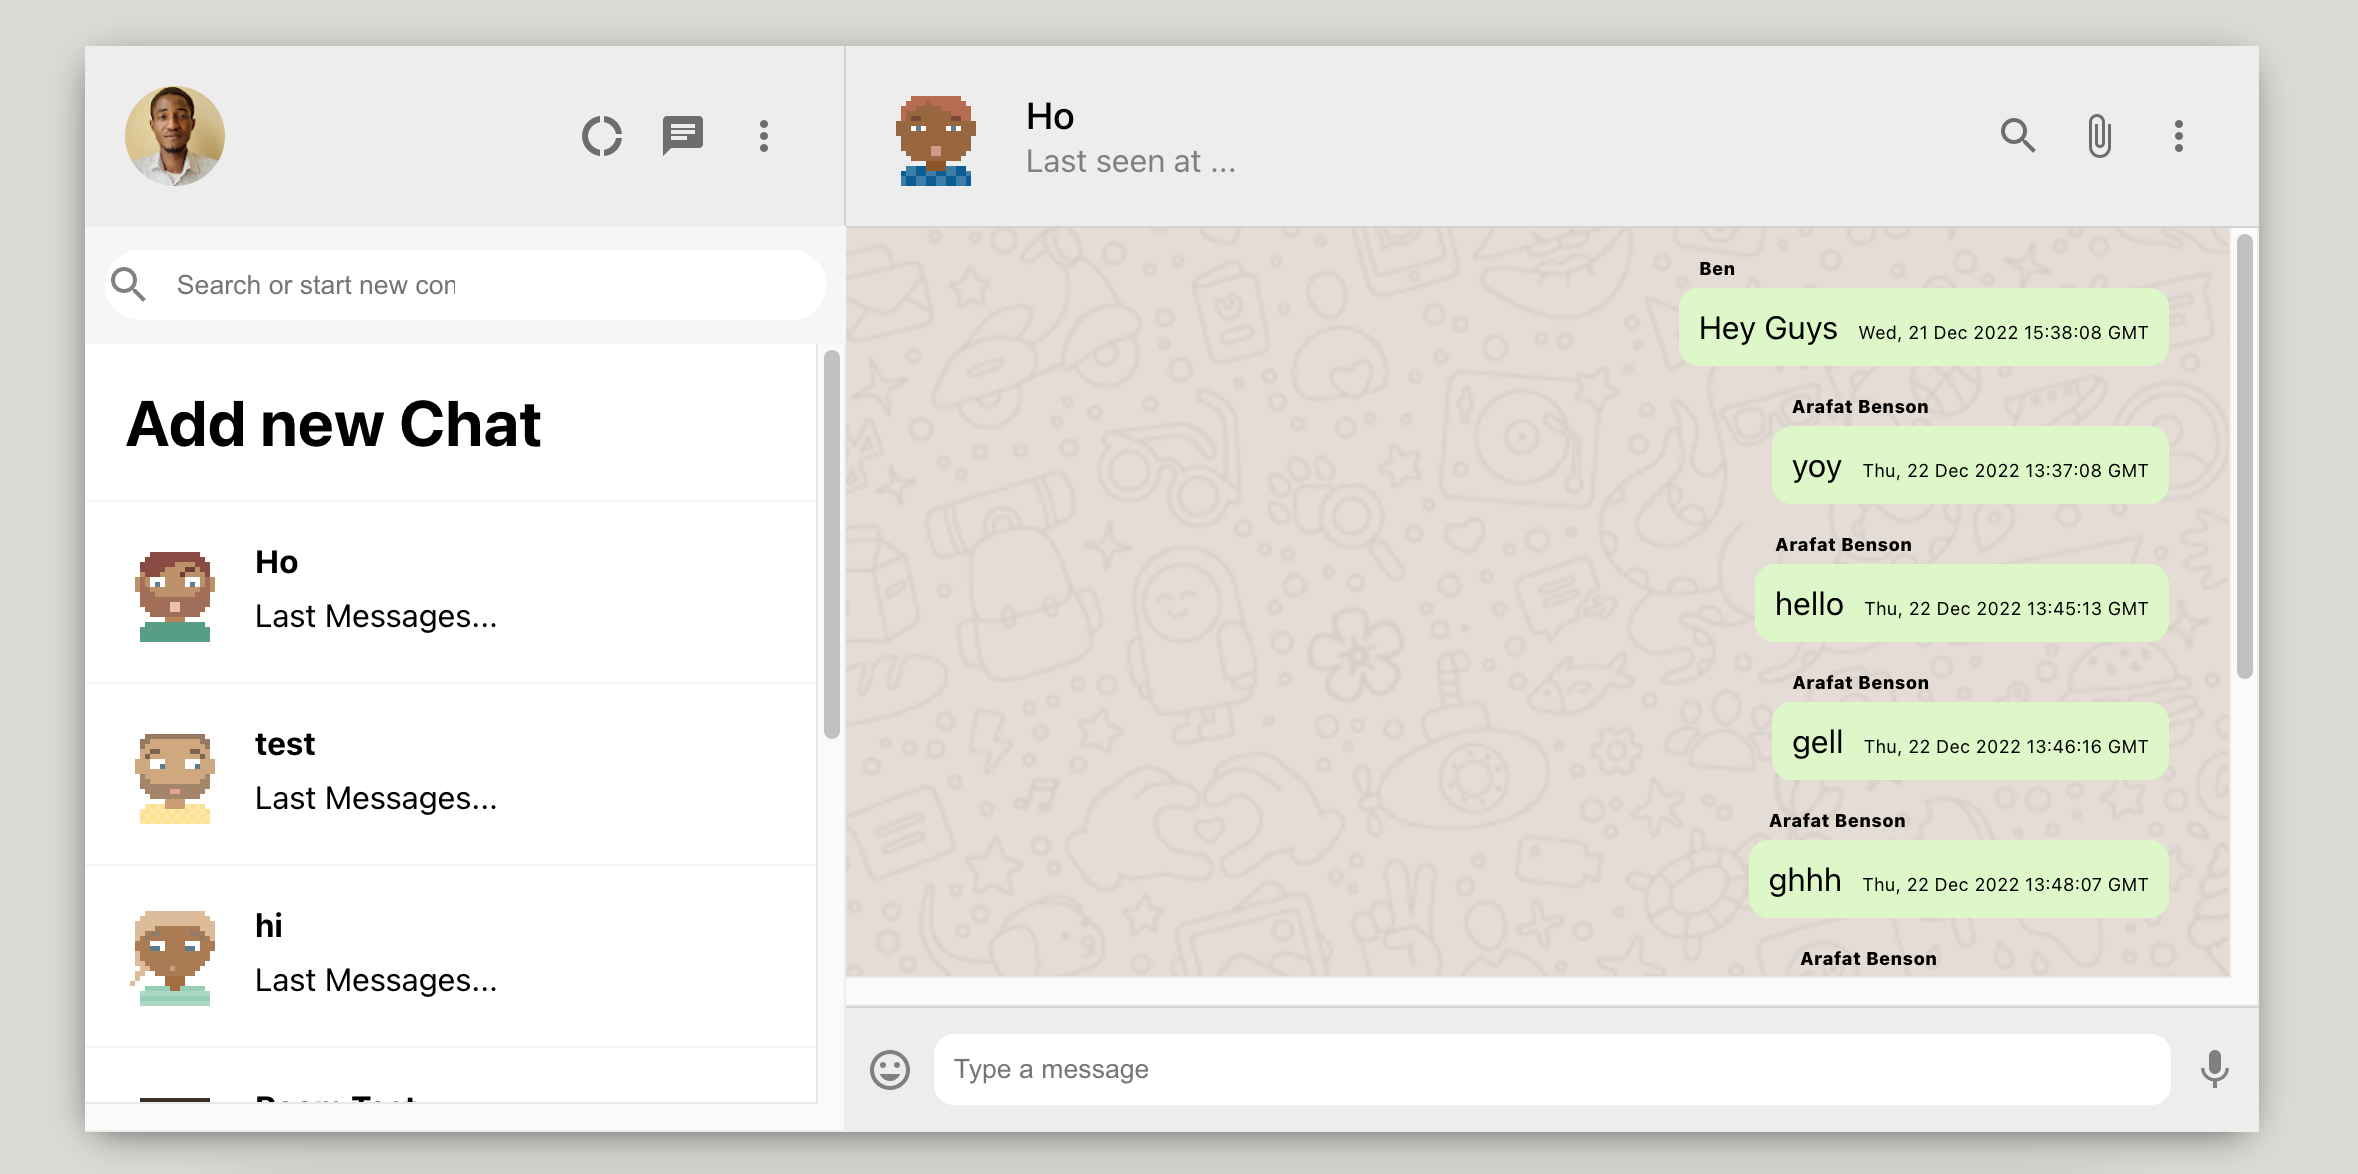 Search or start new con
Add new Chat
Ho
Last Messages...
test
Last Messages...
hi
Last Messages...
Room Test
Ho
Last seen at ...
Ben
Hey Guys Wed, 21 Dec 2022 15:38:08 GMT
Arafat Benson
yoy Thu, 22 Dec 2022 13:37:08 GMT
Arafat Benson
hello Thu, 22 Dec 2022 13:45:13 GMT
Arafat Benson
gell Thu, 22 Dec 2022 13:46:16 GMT
Arafat Benson
ghhh Thu, 22 Dec 2022 13:48:07 GMT
Arafat Benson
Type a message